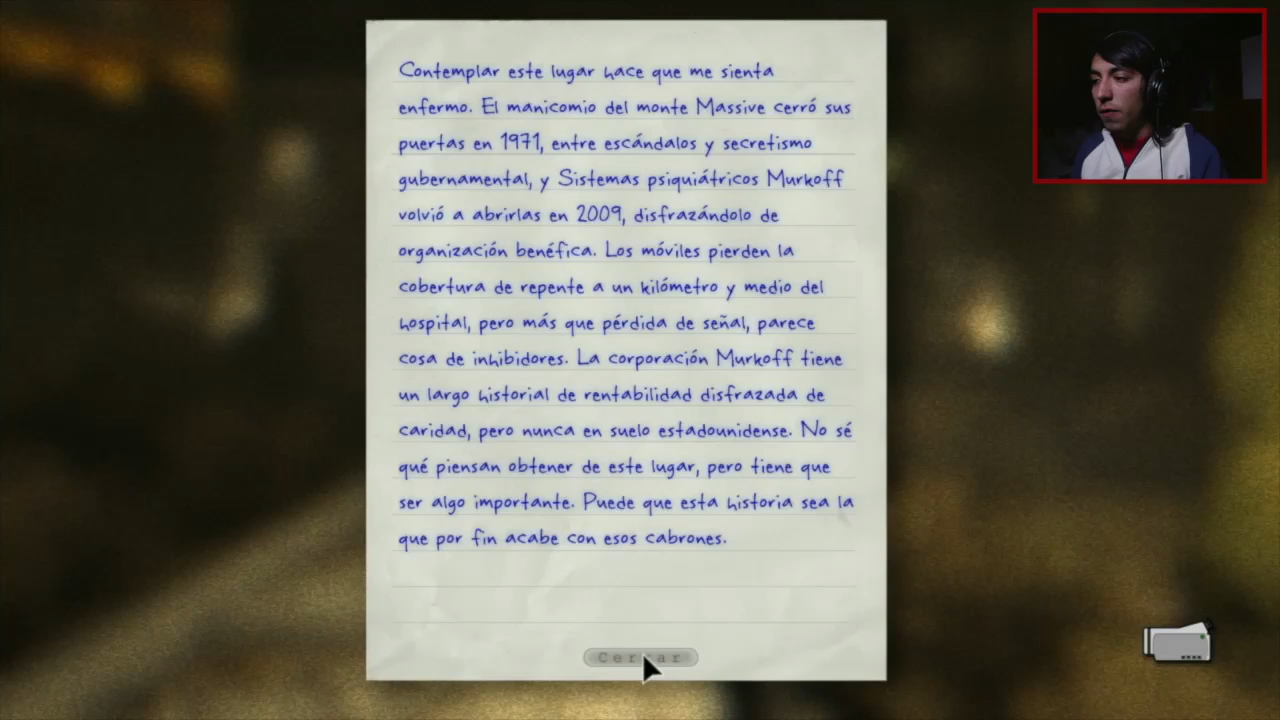 Contemplar este lugar hace que me sienta
enfermo. El manicomio del monte Massive cerró sus
puertas en 1971, entre escándalos y secretismo
gubernamental, y Sistemas psiquiátricos Murkoff
volvió a abrirlas en 2009, disfrazándolo de
organización benéfica. Los móviles pierden la
cobertura de repente a un kilómetro y medio del
hospital, pero más que pérdida de señal, parece
cosa de inhibidores. La corporación Murkoff tiene
un largo historial de rentabilidad disfrazada de
caridad, pero nunca en suelo estadounidense. No sé
qué piensan obtener de este lugar, pero tiene que
ser algo importante. Puede que esta historia sea la
que por fin acabe con esos cabrones.
Cerrar